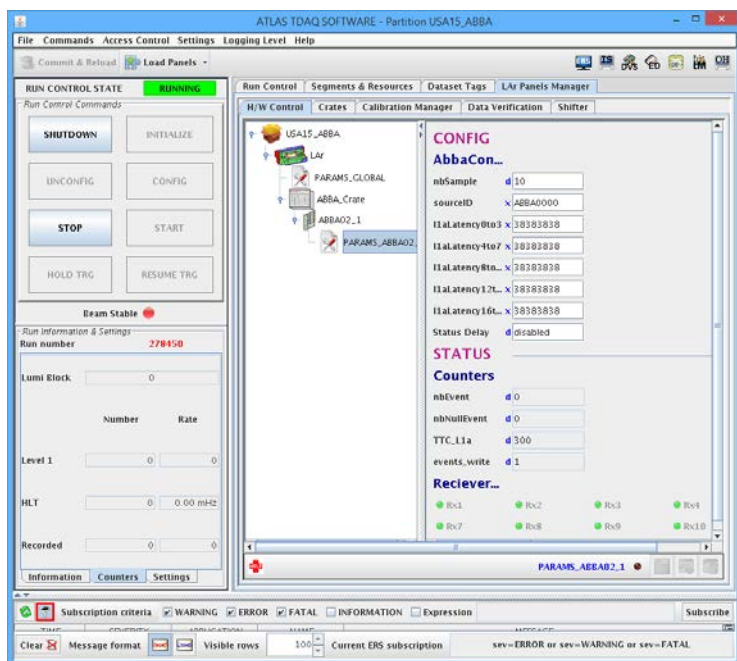 ATLAS TDAQ SOFTWARE - Partition USA15_ABBA
File Commands Access Control Settings Logging Level Help
Commit & Reload Load Panels
RUN CONTROL STATE RUNNING
Run Control Commands
SHUTDOWN INITIALIZE
UNCONFIG CONFIG
STOP START
HOLD TRG RESUME TRG
Beam Stable
Run Information & Settings
Run number 278450
Lumi Block 0
Number Rate
Level 1 0 0
HLT 0 0.00 mHz
Recorded 0 0
Information Counters Settings
Run Control Segments & Resources Dataset Tags LAr Panels Manager
H/W Control Crates Calibration Manager Data Verification Shifter
USA15_ABBA
LAr
PARAMS_GLOBAL
ABBA_Crate
ABBA02_1
PARAMS_ABBA02_
CONFIG
AbbaCon...
nbSample d 10
sourceID x ABBA0000
l1aLatency0to3 x 38383838
l1aLatency4to7 x 38383838
l1aLatency8to... x 38383838
l1aLatency12t... x 38383838
l1aLatency16t... x 38383838
Status Delay d disabled
STATUS
Counters
nbEvent d 0
nbNullEvent d 0
TTC_L1a d 300
events_write d 1
Reciever...
Rx1 Rx2 Rx3 Rx4
Rx7 Rx8 Rx9 Rx10
PARAMS_ABBA02_1
Subscription criteria WARNING ERROR FATAL INFORMATION Expression Subscribe
TIME SEVERITY APPLICATION NAME MESSAGE
Clear Message format Visible rows 100 Current ERS subscription sev=ERROR or sev=WARNING or sev=FATAL